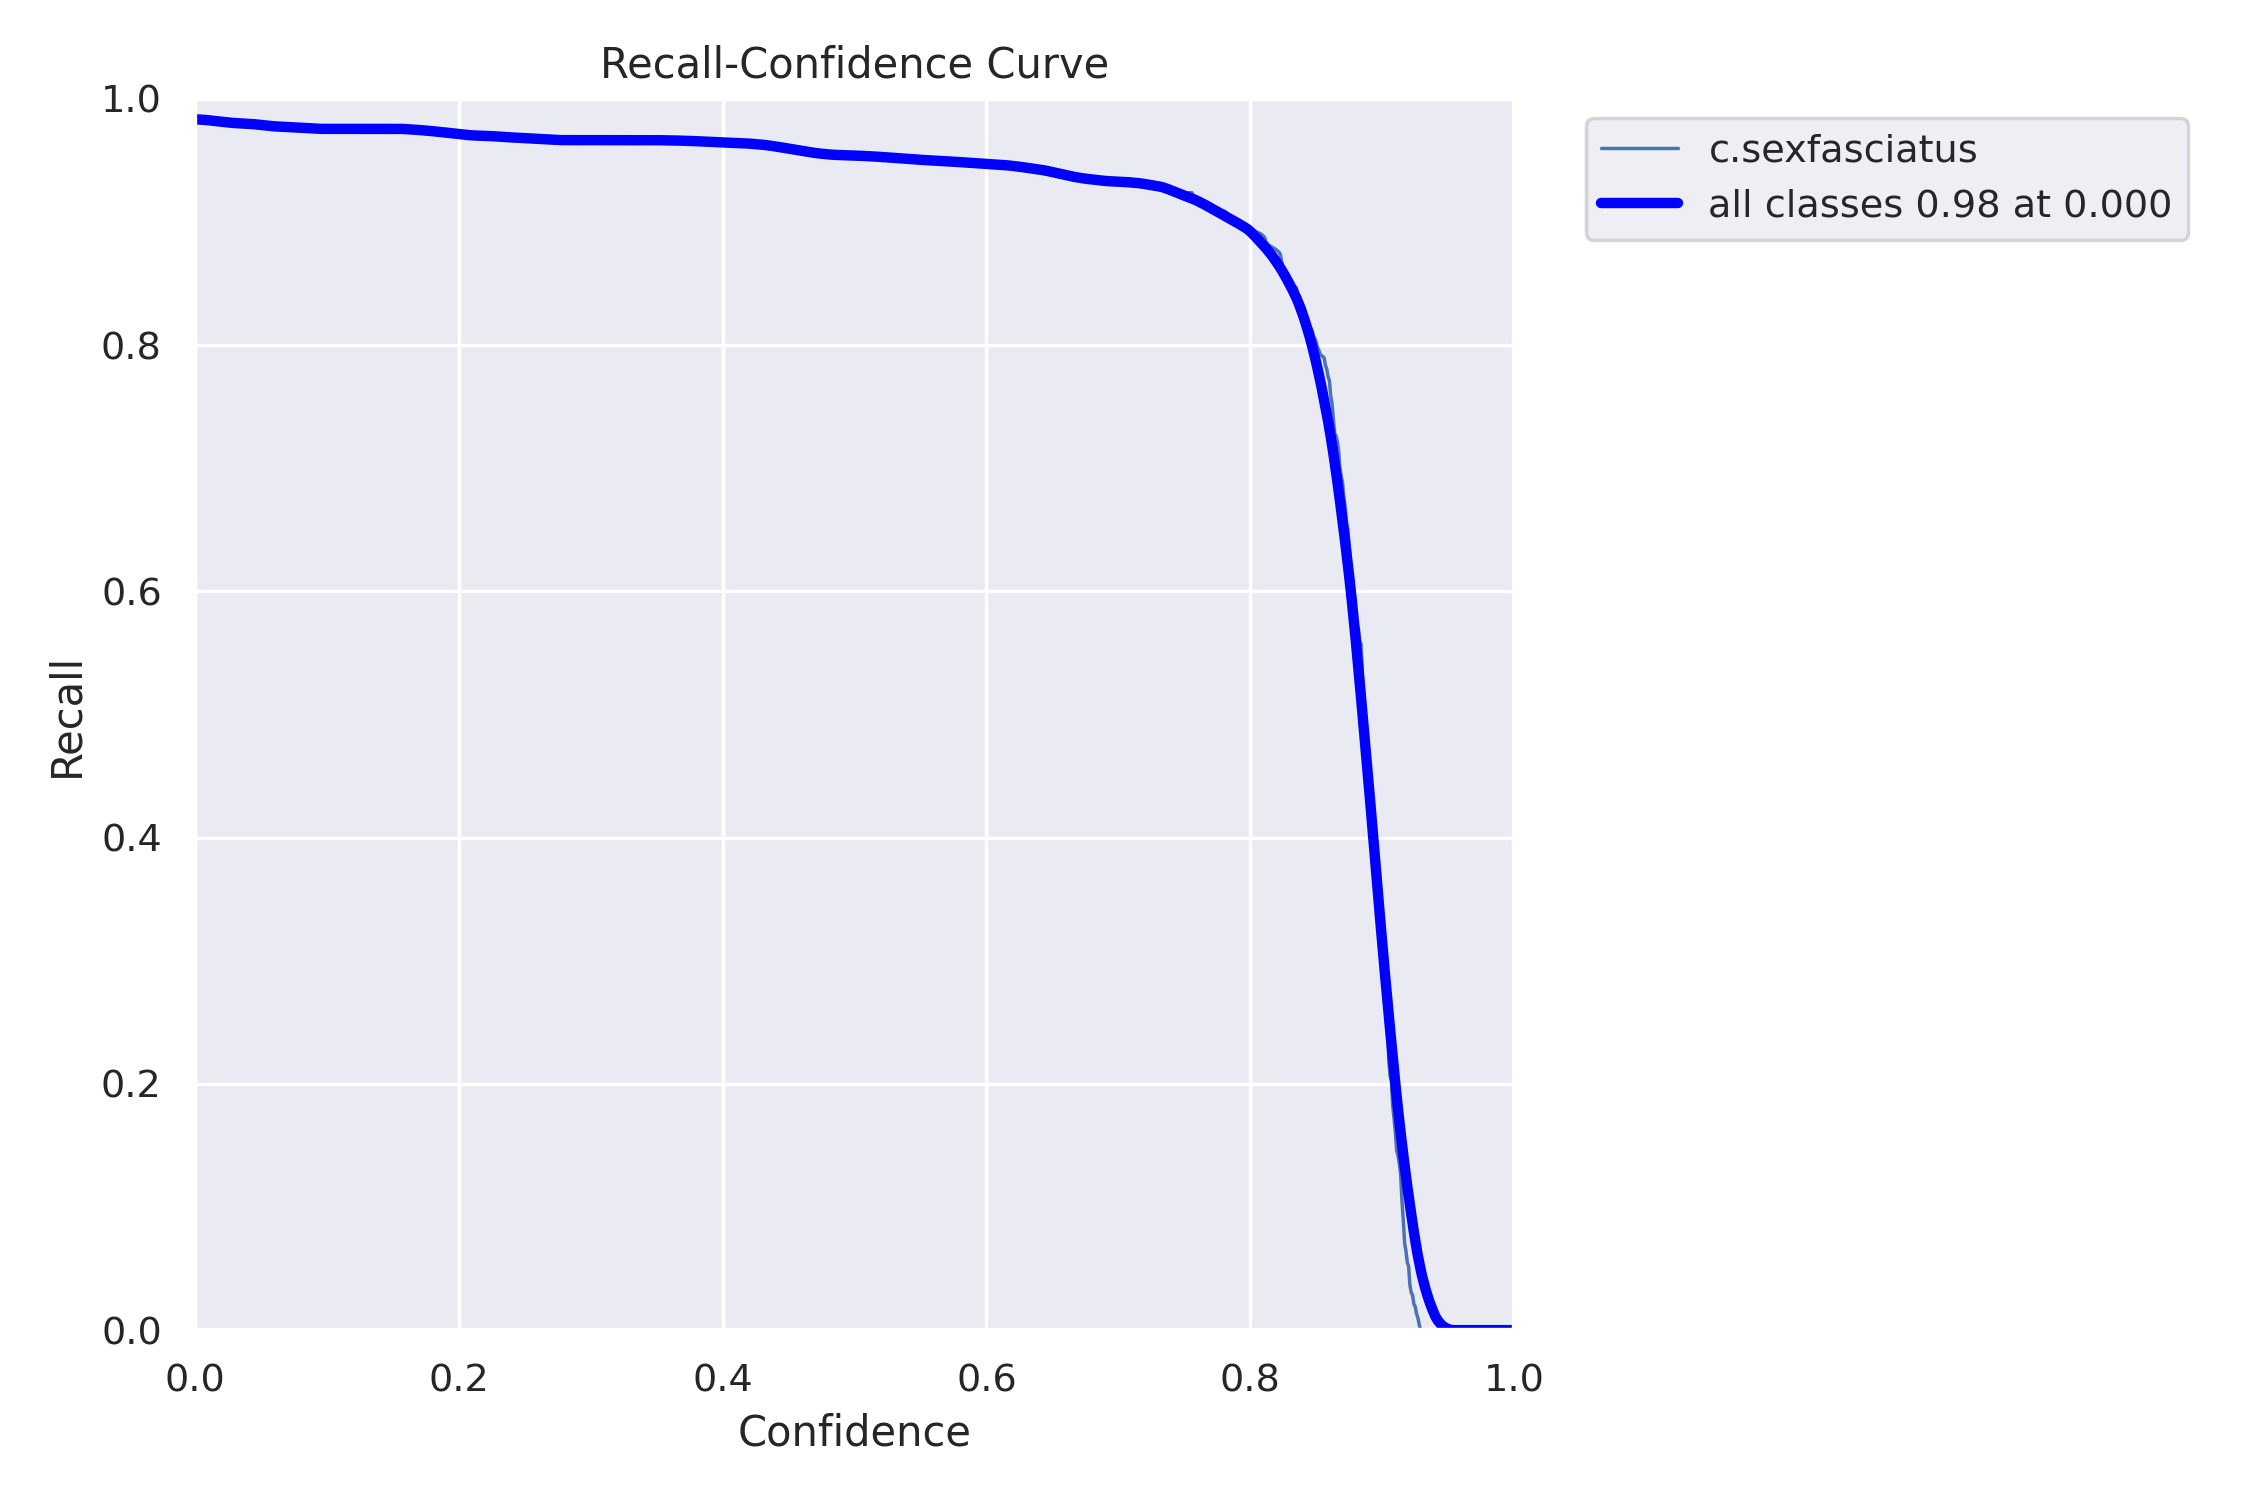 Recall-Confidence Curve
1.0
0.8
0.6
0.4
0.2
0.0
Recall
0.0 0.2 0.4 0.6 0.8 1.0
Confidence
c.sexfasciatus
all classes 0.98 at 0.000